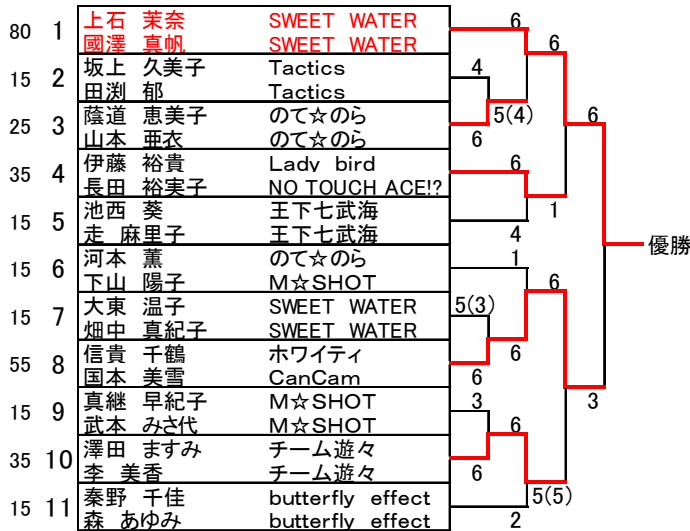 上石 茉奈 SWEET WATER 6
80 1
國澤 真帆 SWEET WATER 6
坂上 久美子 Tactics 4
15 2
田渕 郁 Tactics
蔭道 恵美子 のて☆のら 5(4) 6
25 3
山本 亜衣 のて☆のら 6
伊藤 裕貴 Lady bird 6
35 4
長田 裕実子 NO TOUCH ACE!?
池西 葵 王下七武海 1
15 5
走 麻里子 王下七武海 4
優勝
河本 薫 のて☆のら 1
15 6
下山 陽子 M☆SHOT 6
大東 温子 SWEET WATER 5(3)
15 7
畑中 真紀子 SWEET WATER
信貴 千鶴 ホワイティ 6
55 8
国本 美雪 CanCam 6
真継 早紀子 M☆SHOT 3 3
15 9
武本 みさ代 M☆SHOT 6
澤田 ますみ チーム遊々
35 10
李 美香 チーム遊々 6
秦野 千佳 butterfly effect 5(5)
15 11
森 あゆみ butterfly effect 2